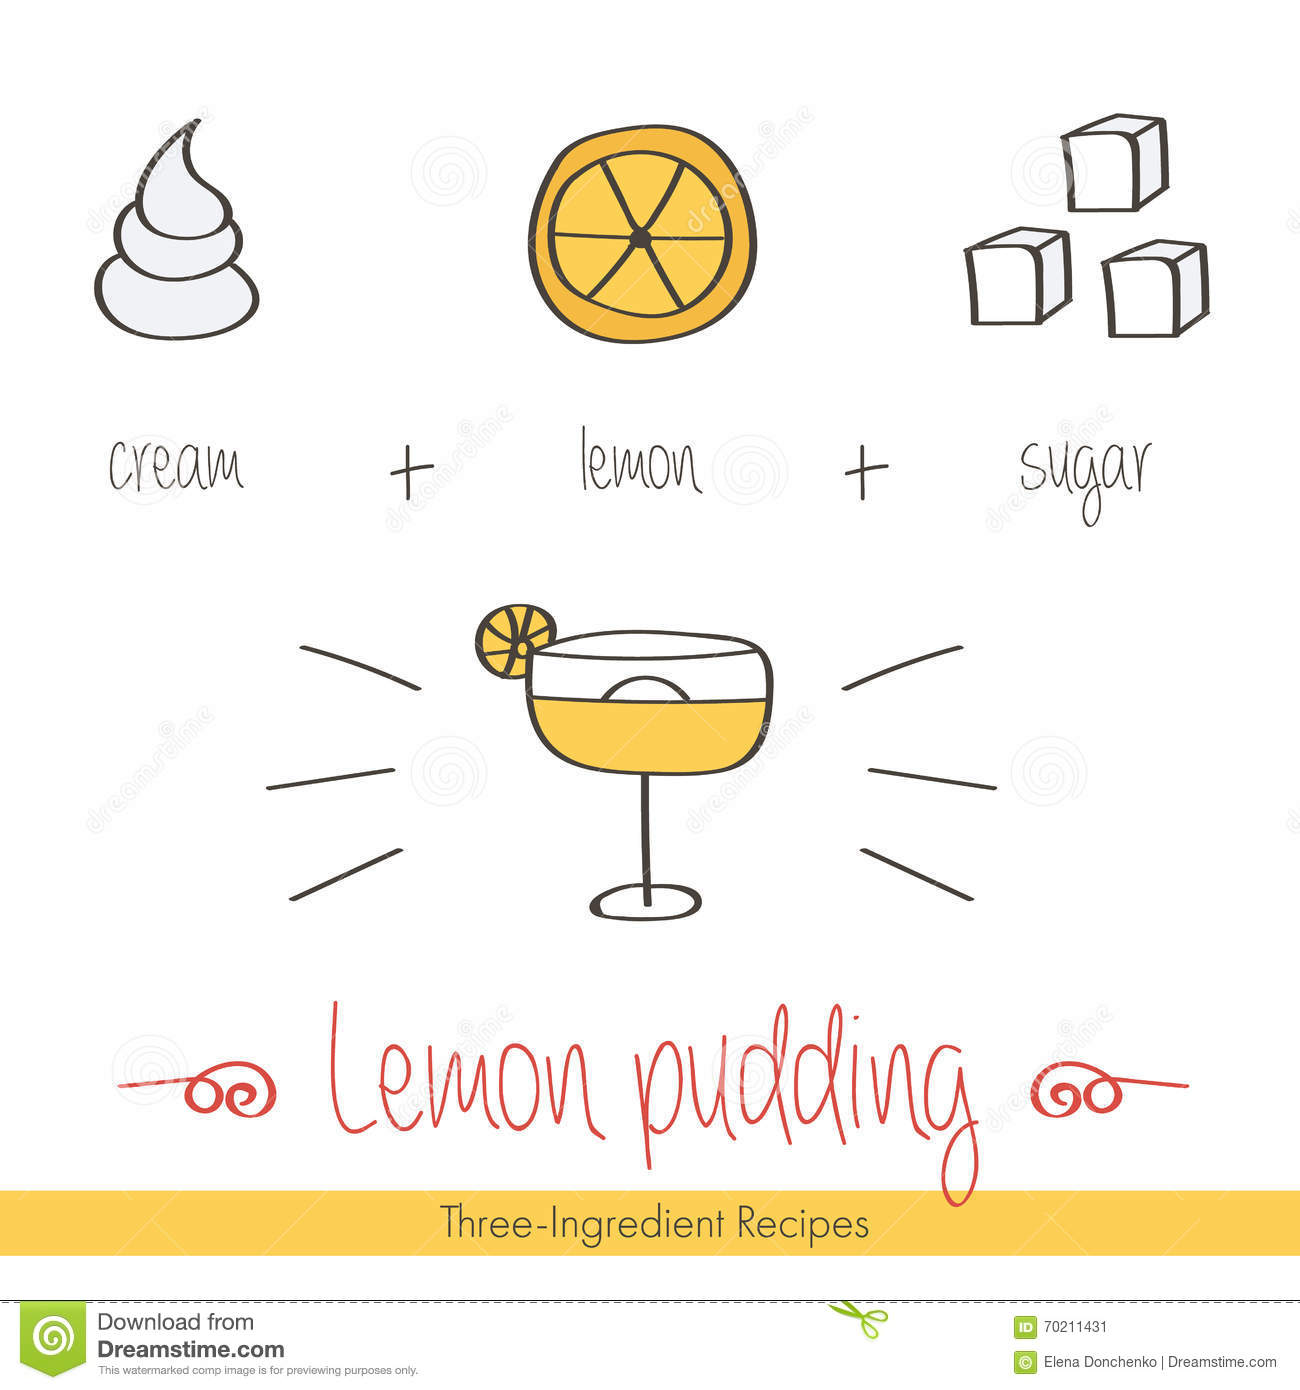 cream + lemon + sugar
Lemon pudding
Three-Ingredient Recipes
Download from
Dreamstime.com
This watermarked comp image is for previewing purposes only.
ID 70211431
© Elena Donchenko | Dreamstime.com